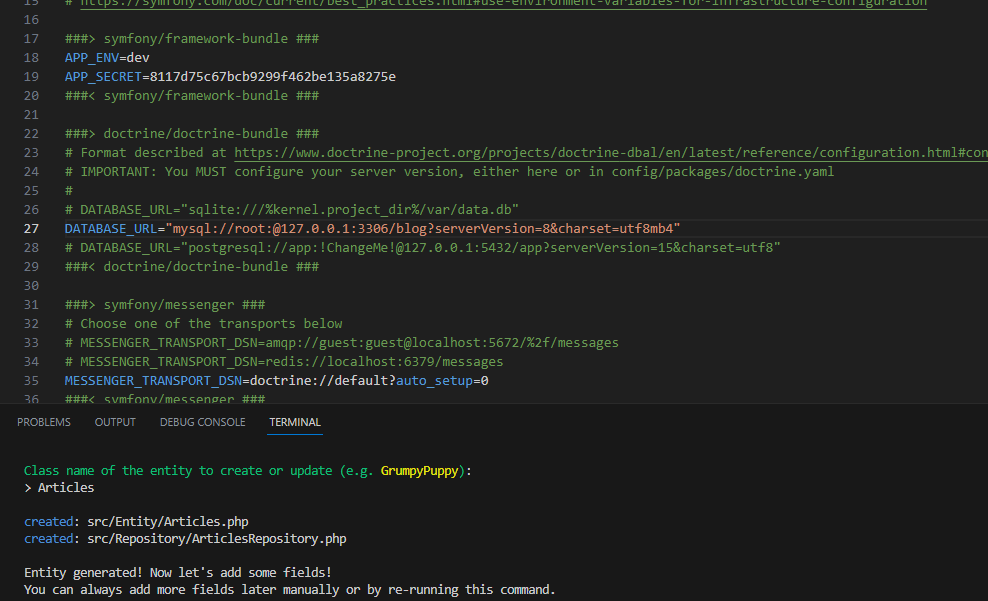 15 # https://symfony.com/doc/current/best_practices.html#use-environment-variables-for-infrastructure-configuration
16
17 ###> symfony/framework-bundle ###
18 APP_ENV=dev
19 APP_SECRET=8117d75c67bcb9299f462be135a8275e
20 ###< symfony/framework-bundle ###
21
22 ###> doctrine/doctrine-bundle ###
23 # Format described at https://www.doctrine-project.org/projects/doctrine-dbal/en/latest/reference/configuration.html#con
24 # IMPORTANT: You MUST configure your server version, either here or in config/packages/doctrine.yaml
25 #
26 # DATABASE_URL="sqlite:///%kernel.project_dir%/var/data.db"
27 DATABASE_URL="mysql://root:@127.0.0.1:3306/blog?serverVersion=8&charset=utf8mb4"
28 # DATABASE_URL="postgresql://app:!ChangeMe!@127.0.0.1:5432/app?serverVersion=15&charset=utf8"
29 ###< doctrine/doctrine-bundle ###
30
31 ###> symfony/messenger ###
32 # Choose one of the transports below
33 # MESSENGER_TRANSPORT_DSN=amqp://guest:guest@localhost:5672/%2f/messages
34 # MESSENGER_TRANSPORT_DSN=redis://localhost:6379/messages
35 MESSENGER_TRANSPORT_DSN=doctrine://default?auto_setup=0
36 ###< symfony/messenger ###
PROBLEMS OUTPUT DEBUG CONSOLE TERMINAL
Class name of the entity to create or update (e.g. GrumpyPuppy):
> Articles
created: src/Entity/Articles.php
created: src/Repository/ArticlesRepository.php
Entity generated! Now let's add some fields!
You can always add more fields later manually or by re-running this command.